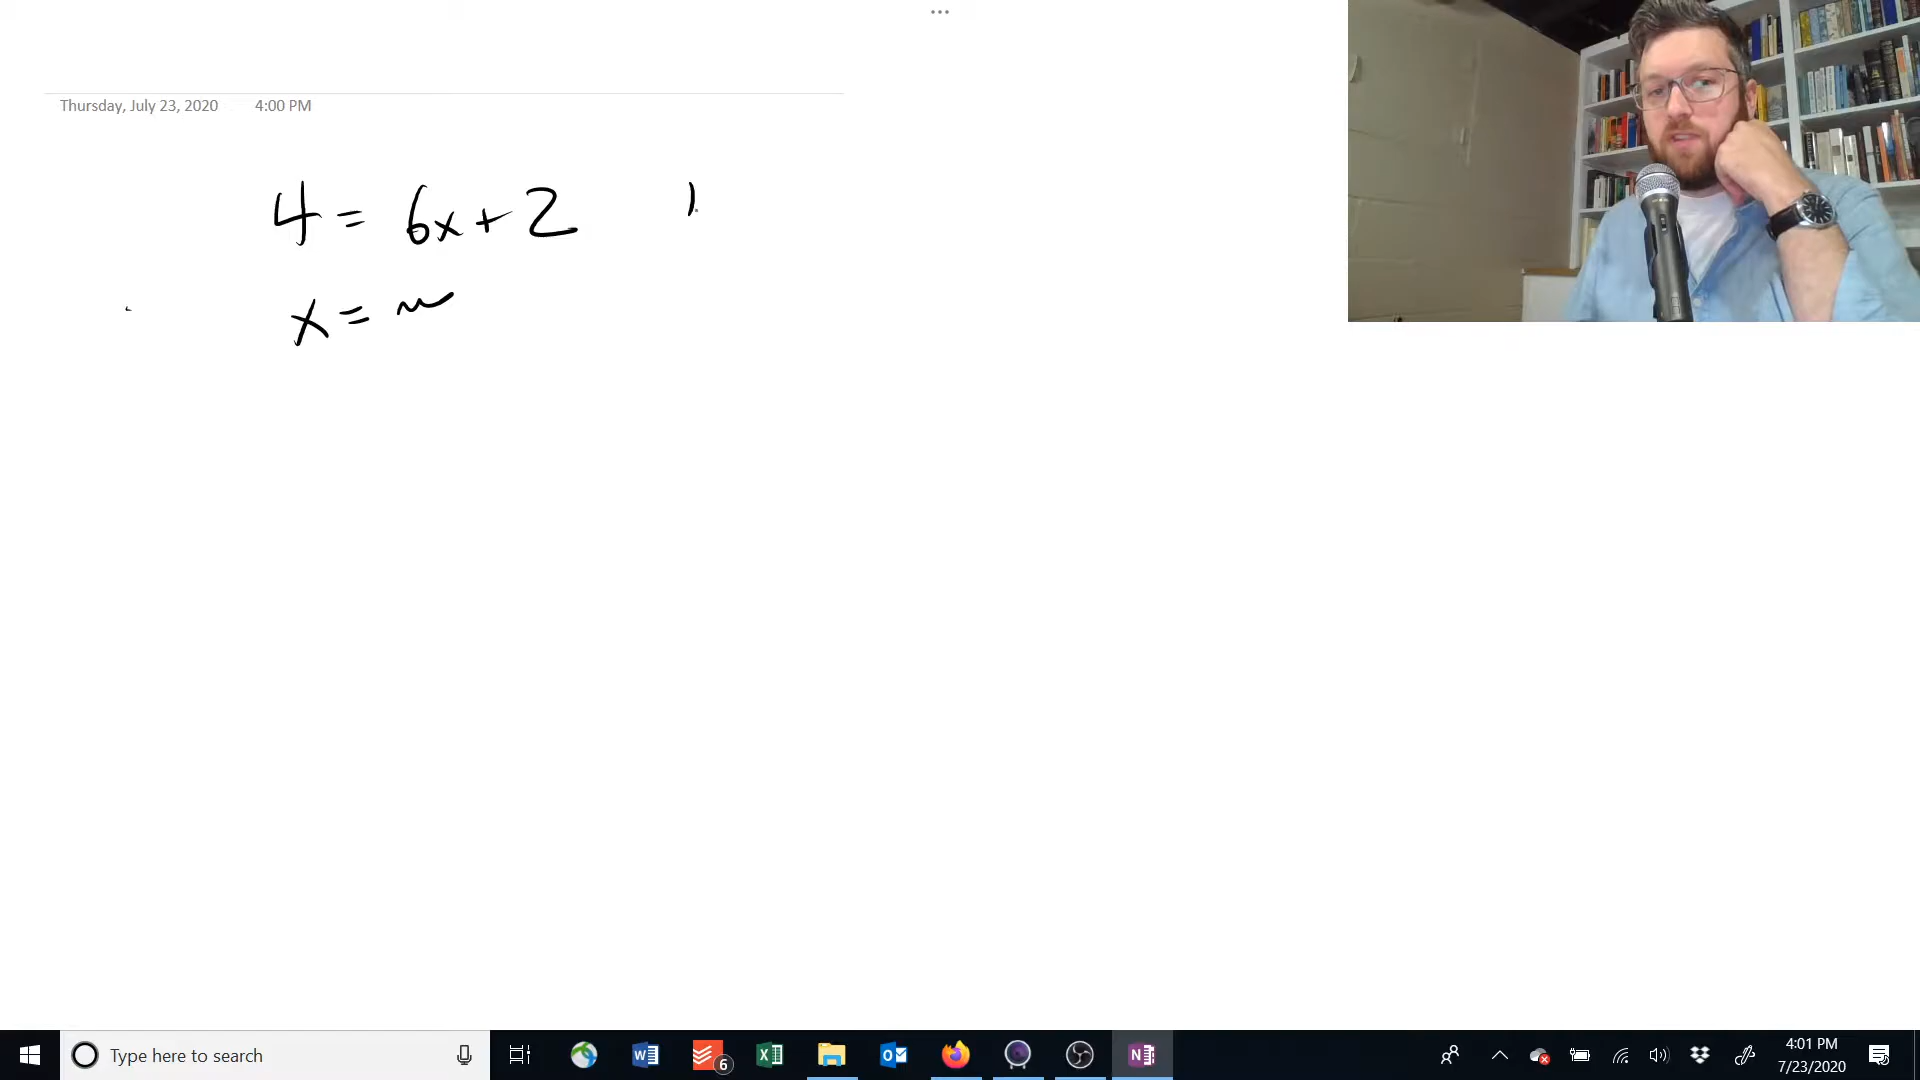 Thursday, July 23, 2020 4:00 PM
4 = 6x + 2
x = ~
Type here to search
6
4:01 PM
7/23/2020